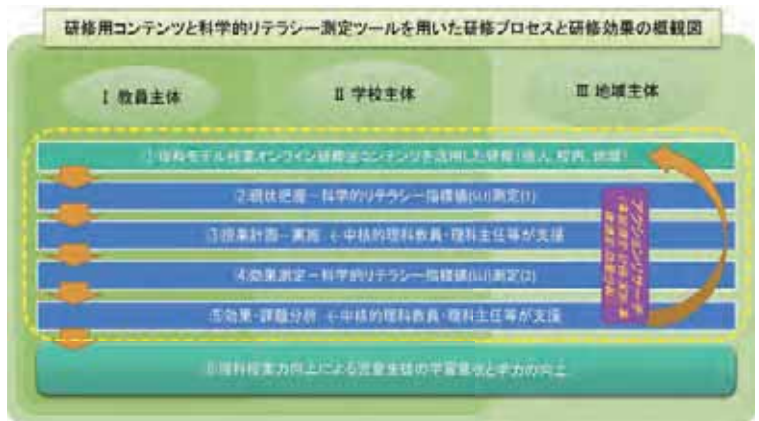 研修用コンテンツと科学的リテラシー測定ツールを用いた研修プロセスと研修効果の概観図
Ⅰ 教員主体
Ⅱ 学校主体
Ⅲ 地域主体
①理科モデル授業オンライン研修法コンテンツを活用した研修(個人、校内、地域)
②現状把握-科学的リテラシー指標値(SLI)測定(1)
③授業計画-実施 ←中核的理科教員・理科主任等が支援
④効果測定-科学的リテラシー指標値(SLI)測定(2)
⑤効果・課題分析 ←中核的理科教員・理科主任等が支援
アクションリサーチ
⑥理科授業力向上による児童生徒の学習意欲と学力の向上